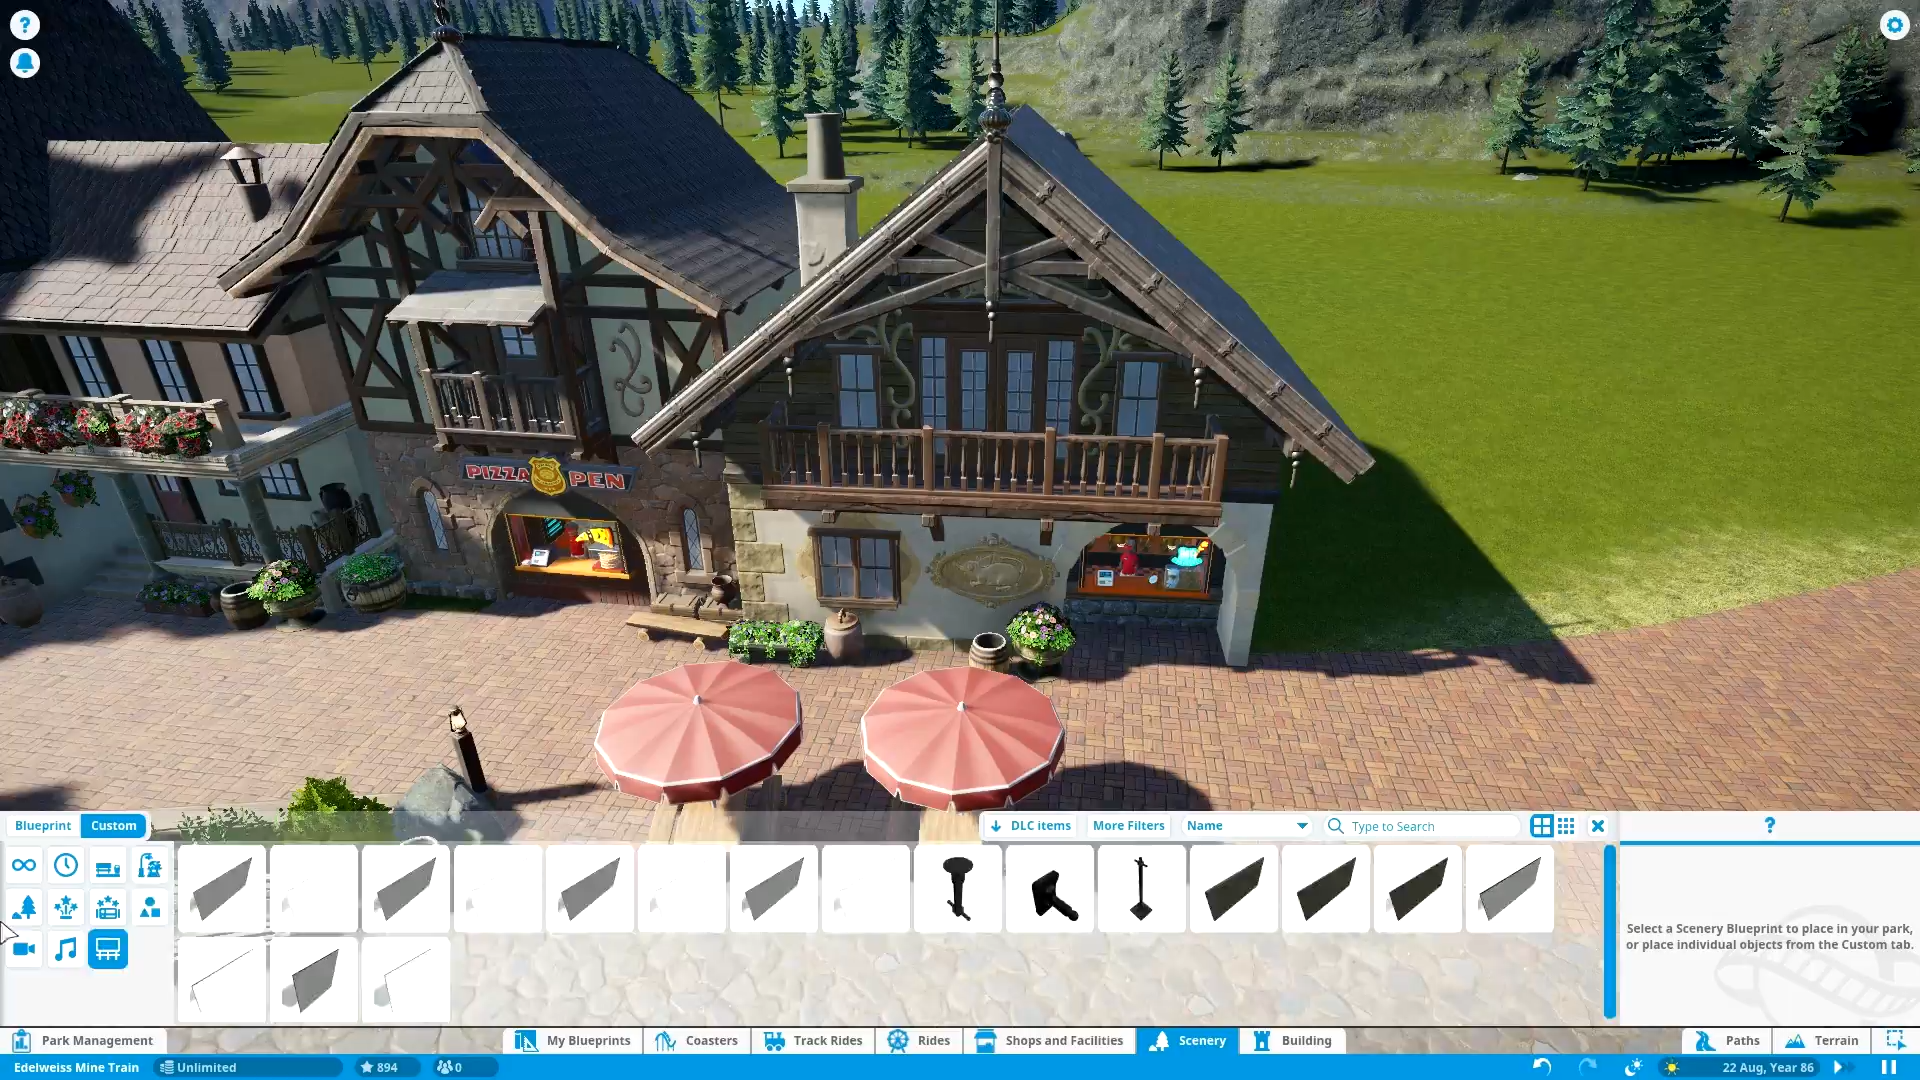 PIZZA PEN
Blueprint
Custom
DLC items
More Filters
Name
Type to Search
Select a Scenery Blueprint to place in your park,
or place individual objects from the Custom tab.
Park Management
My Blueprints
Coasters
Track Rides
Rides
Shops and Facilities
Scenery
Building
Paths
Terrain
Edelweiss Mine Train
Unlimited
894
0
22 Aug, Year 86